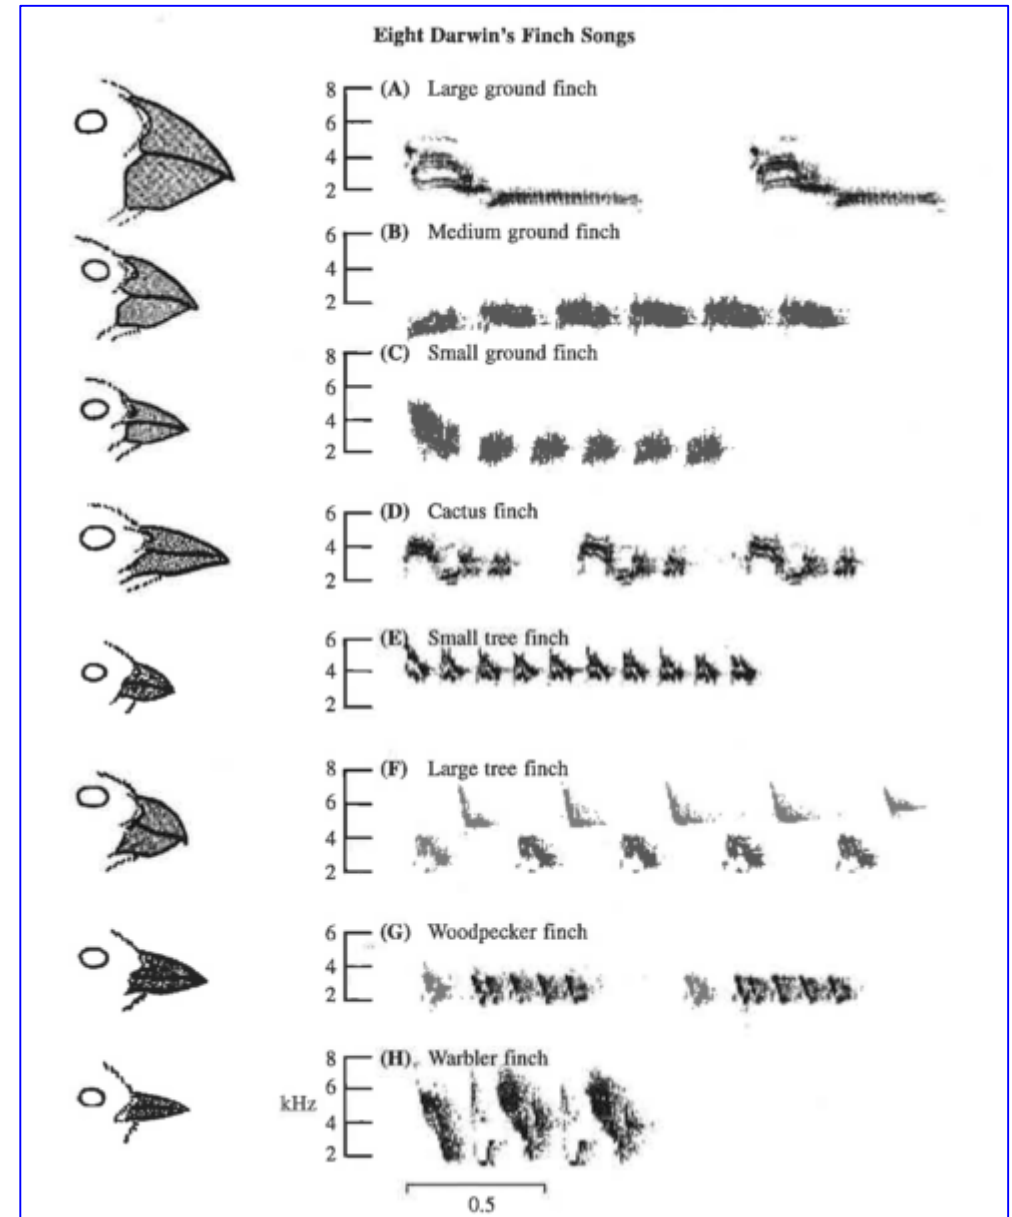 Eight Darwin's Finch Songs
8 (A) Large ground finch
6
4
2
6 (B) Medium ground finch
4
2
8 (C) Small ground finch
6
4
2
6 (D) Cactus finch
4
2
6 (E) Small tree finch
4
2
8 (F) Large tree finch
6
4
2
6 (G) Woodpecker finch
4
2
8 (H) Warbler finch
6
kHz
4
2
0.5